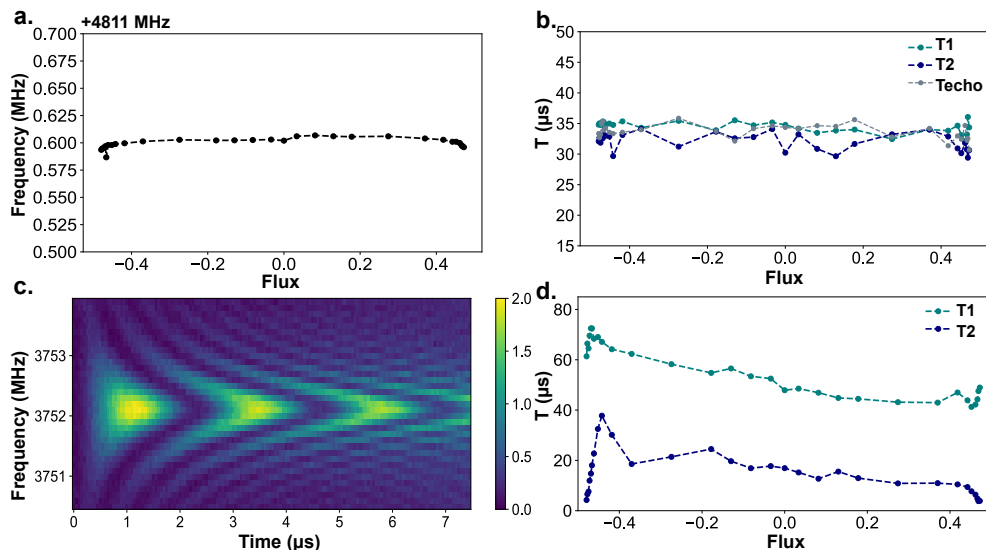 a.
+4811 MHz
Frequency (MHz)
0.700
0.675
0.650
0.625
0.600
0.575
0.550
0.525
0.500
−0.4 −0.2 0.0 0.2 0.4
Flux
b.
T (µs)
50
45
40
35
30
25
20
15
T1
T2
Techo
−0.4 −0.2 0.0 0.2 0.4
Flux
c.
Frequency (MHz)
3753
3752
3751
0 1 2 3 4 5 6 7
Time (µs)
2.0
1.5
1.0
0.5
0.0
d.
T (µs)
80
60
40
20
0
T1
T2
−0.4 −0.2 0.0 0.2 0.4
Flux